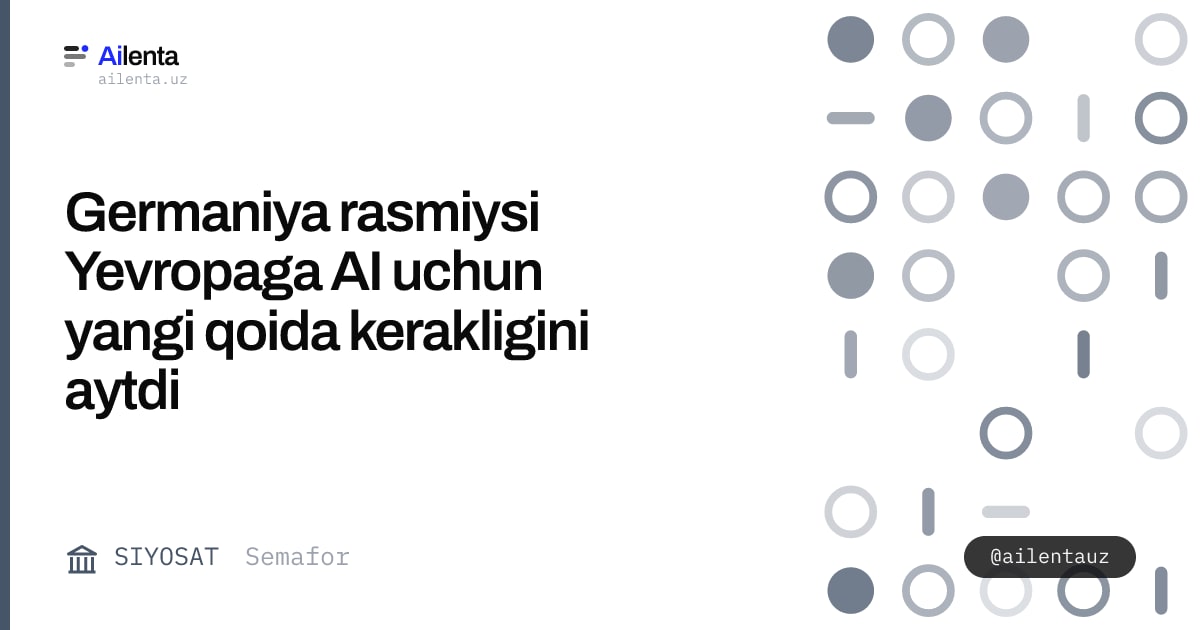 Ailenta
ailenta.uz
Germaniya rasmiysi
Yevropaga AI uchun
yangi qoida kerakligini
aytdi
SIYOSAT Semafor
@ailentauz